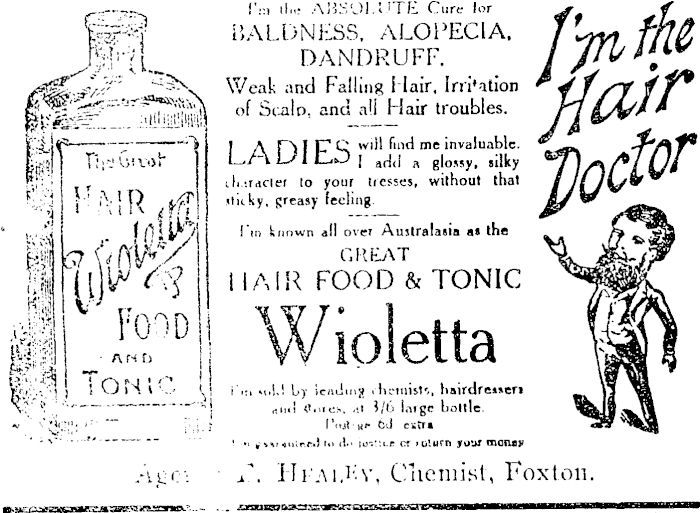 The Great
HAIR
Wioletta
FOOD
AND
TONIC
I'm the ABSOLUTE Cure for
BALDNESS, ALOPECIA,
DANDRUFF.
Weak and Falling Hair, Irritation
of Scalp, and all Hair troubles.
LADIES will find me invaluable.
I add a glossy, silky
character to your tresses, without that
sticky, greasy feeling.
I'm known all over Australasia as the
GREAT
HAIR FOOD & TONIC
Wioletta
I'm sold by leading chemists, hairdressers
and stores, at 3/6 large bottle.
Postage 6d extra
I'm guaranteed to do justice or return your money
I'm the
Hair
Doctor
HEALEY, Chemist, Foxton.